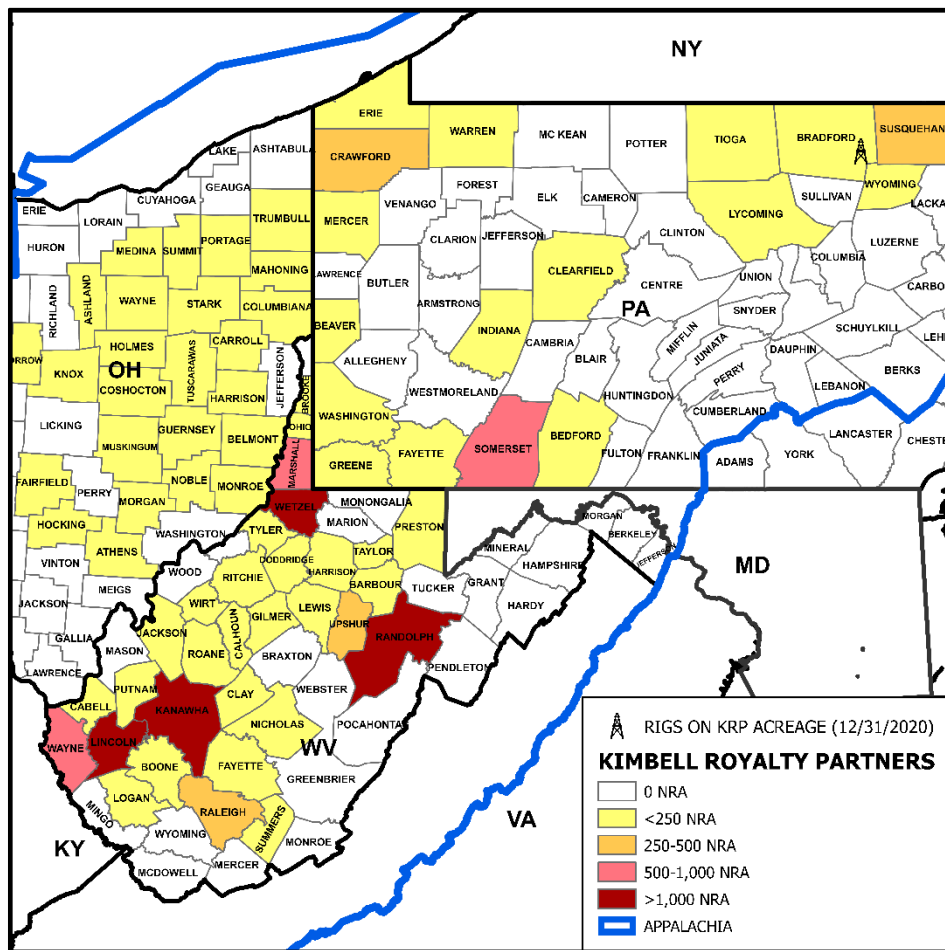 NY
ERIE
WARREN
MC KEAN
POTTER
TIOGA
BRADFORD
SUSQUEHAN
CRAWFORD
LAKE
ASHTABULA
GEAUGA
CUYAHOGA
FOREST
ELK
CAMERON
SULLIVAN
WYOMING
LACKA
ERIE
LORAIN
TRUMBULL
MERCER
VENANGO
LYCOMING
HURON
MEDINA
SUMMIT
PORTAGE
CLARION
JEFFERSON
CLINTON
LUZERNE
MAHONING
LAWRENCE
BUTLER
CLEARFIELD
COLUMBIA
RICHLAND
ASHLAND
WAYNE
STARK
COLUMBIANA
ARMSTRONG
CENTRE
UNION
CARBO
BEAVER
INDIANA
PA
SNYDER
SCHUYLKILL
LEH
ORROW
HOLMES
CARROLL
CAMBRIA
MIFFLIN
KNOX
OH
COSHOCTON
TUSCARAWAS
HARRISON
JEFFERSON
BROOKE
ALLEGHENY
BLAIR
JUNIATA
DAUPHIN
BERKS
PERRY
LEBANON
LICKING
WESTMORELAND
HUNTINGDON
CUMBERLAND
WASHINGTON
MUSKINGUM
GUERNSEY
BELMONT
OHIO
LANCASTER
CHESTE
FAIRFIELD
PERRY
NOBLE
MONROE
MARSHALL
GREENE
FAYETTE
SOMERSET
BEDFORD
FULTON
FRANKLIN
ADAMS
YORK
MORGAN
HOCKING
WASHINGTON
WETZEL
MONONGALIA
MARION
PRESTON
MORGAN
BERKELEY
JEFFERSON
ATHENS
TYLER
DODDRIDGE
HARRISON
TAYLOR
MINERAL
HAMPSHIRE
MD
VINTON
WOOD
RITCHIE
BARBOUR
MEIGS
TUCKER
GRANT
HARDY
JACKSON
WIRT
CALHOUN
GILMER
LEWIS
UPSHUR
RANDOLPH
GALLIA
MASON
JACKSON
ROANE
BRAXTON
PENDLETON
LAWRENCE
WEBSTER
CABELL
PUTNAM
KANAWHA
CLAY
NICHOLAS
POCAHONTA
WAYNE
LINCOLN
WV
BOONE
FAYETTE
GREENBRIER
LOGAN
MINGO
RALEIGH
SUMMERS
KY
WYOMING
MONROE
VA
MERCER
MCDOWELL
RIGS ON KRP ACREAGE (12/31/2020)
KIMBELL ROYALTY PARTNERS
0 NRA
<250 NRA
250-500 NRA
500-1,000 NRA
>1,000 NRA
APPALACHIA